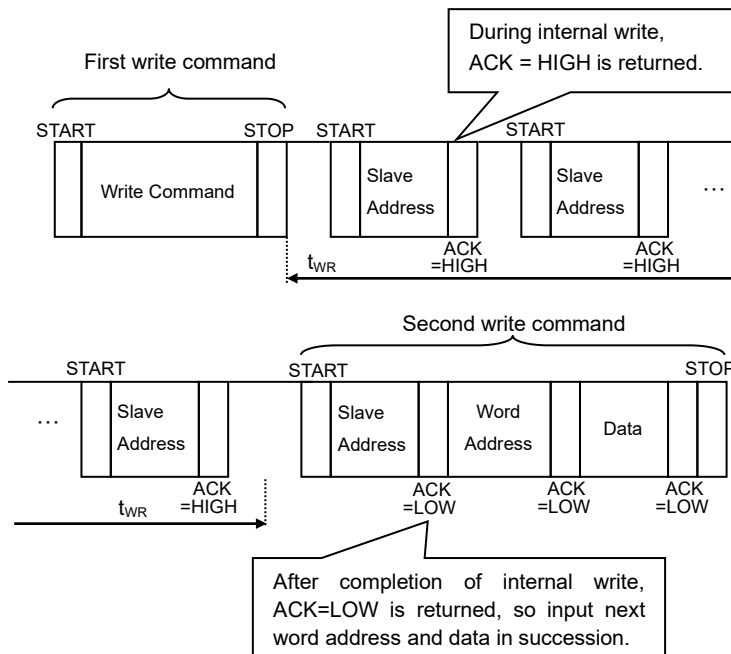 During internal write,
ACK = HIGH is returned.
First write command
START STOP START START
Write Command
Slave
Address
Slave
Address
…
ACK
=HIGH
ACK
=HIGH
tWR
Second write command
START START STOP
…
Slave
Address
Slave
Address
Word
Address
Data
ACK
=HIGH
ACK
=LOW
ACK
=LOW
ACK
=LOW
tWR
After completion of internal write,
ACK=LOW is returned, so input next
word address and data in succession.